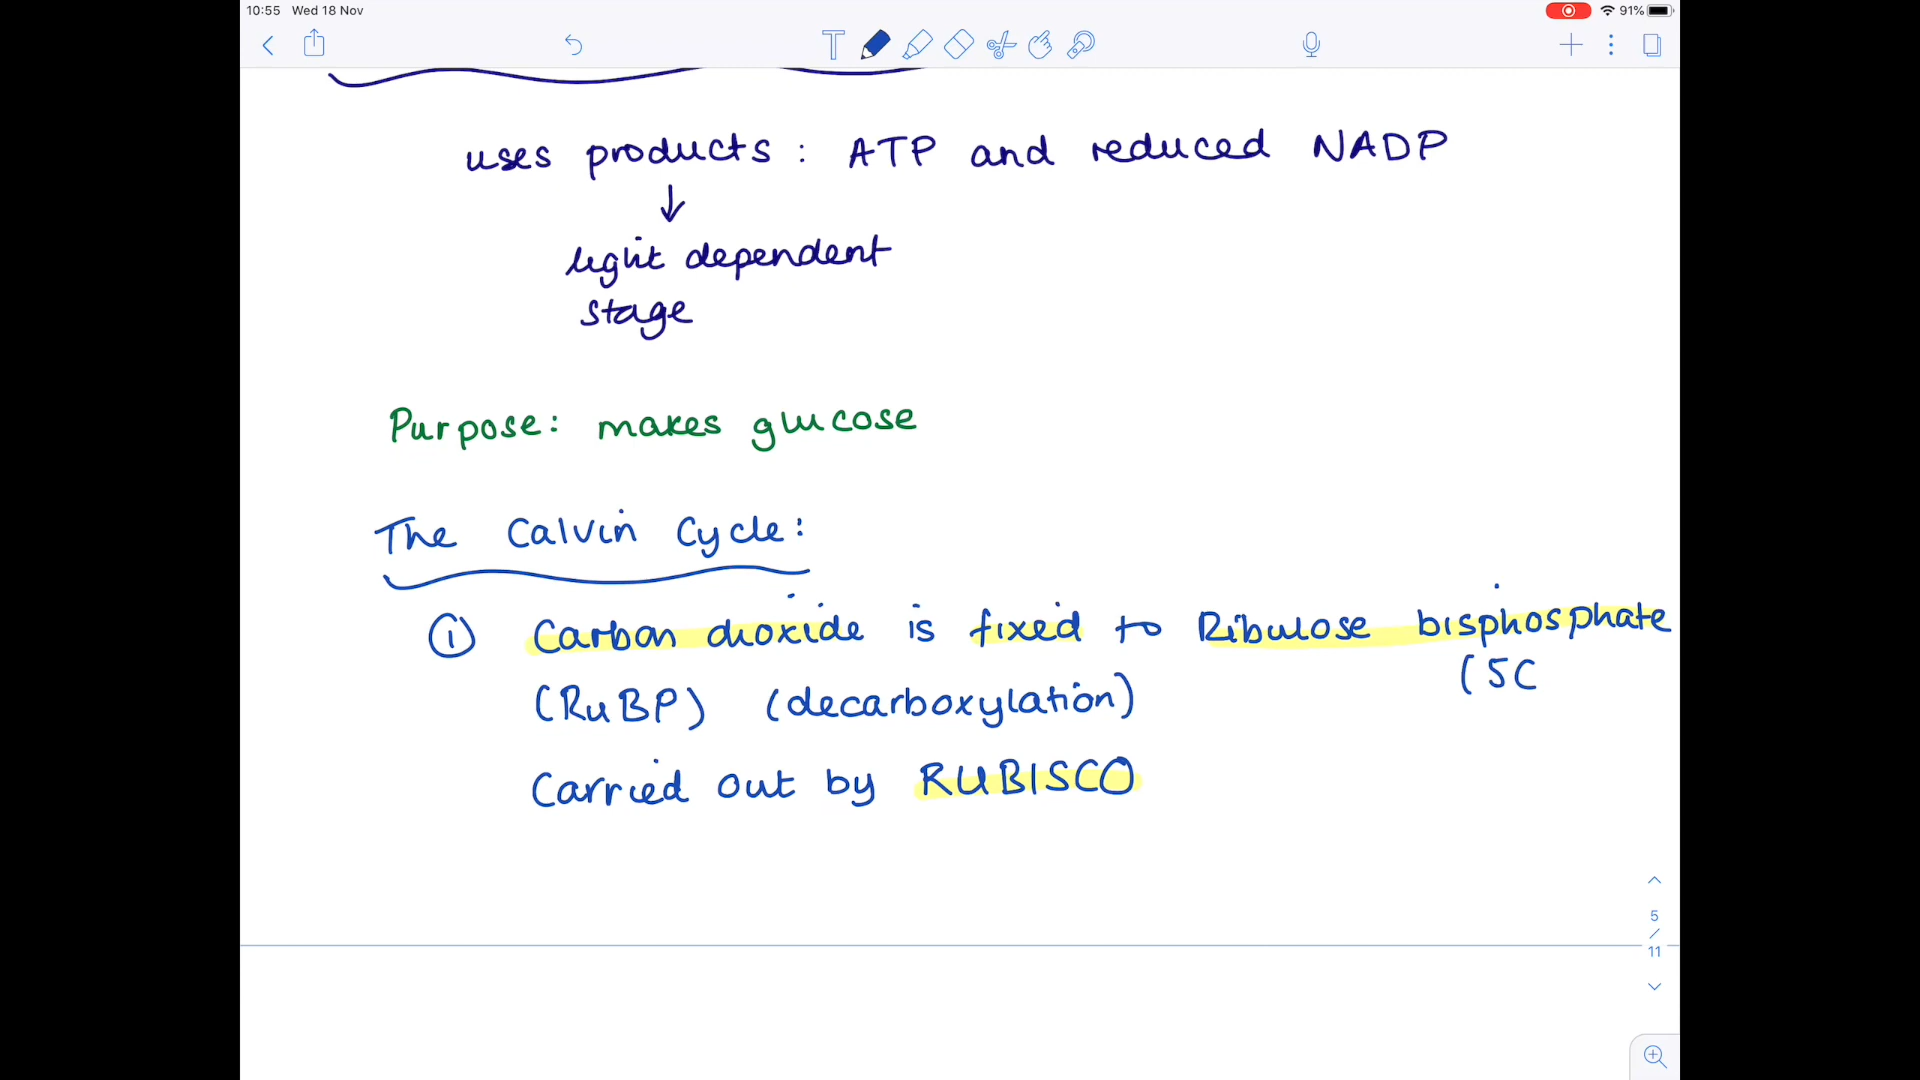 10:55 Wed 18 Nov
91%
T
uses products : ATP and reduced NADP
light dependent
stage
Purpose: makes glucose
The Calvin Cycle:
1 Carbon dioxide is fixed to Ribulose bisphosphate
(5C
(RuBP) (decarboxylation)
Carried out by RUBISCO
5
/
11